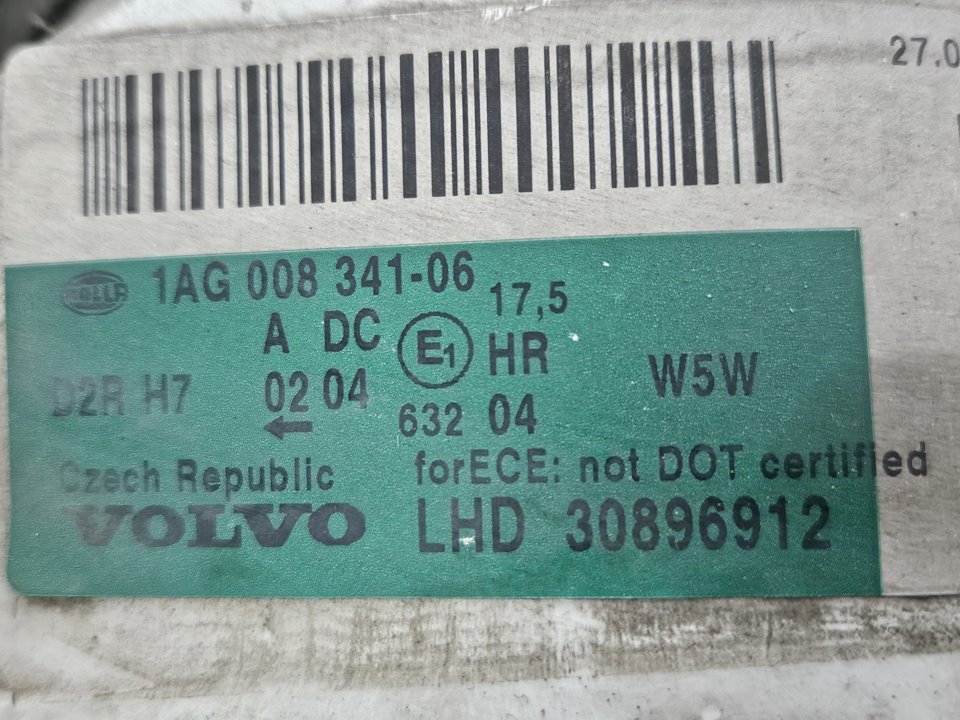 27.0
HELLA 1AG 008 341-06 17,5
A DC E1 HR W5W
D2R H7 02 04 632 04
←
Czech Republic forECE: not DOT certified
VOLVO LHD 30896912